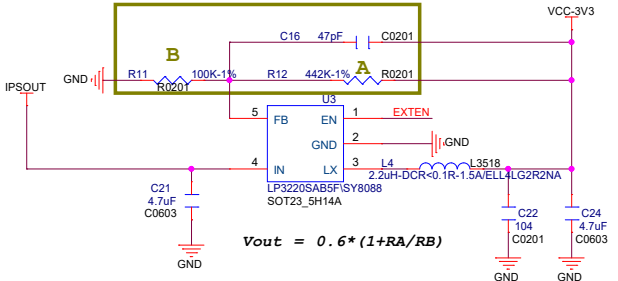 VCC-3V3
C16 47pF C0201
B
A
GND R11 100K-1% R12 442K-1% R0201
R0201
IPSOUT
U3
5 FB EN 1 EXTEN
GND 2 GND
4 IN LX 3 L4 L3518
2.2uH-DCR<0.1R-1.5A/ELL4LG2R2NA
LP3220SAB5F\SY8088
SOT23_5H14A
C21
4.7uF
C0603
C22
104
C0201
C24
4.7uF
C0603
Vout = 0.6*(1+RA/RB)
GND
GND
GND